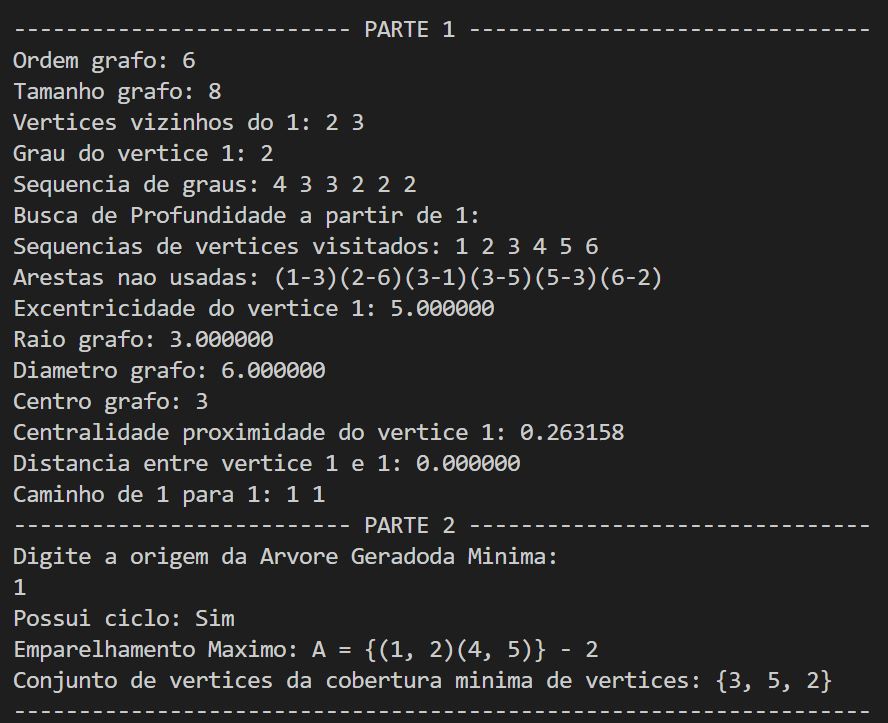 -------------------------- PARTE 1 -------------------------------
Ordem grafo: 6
Tamanho grafo: 8
Vertices vizinhos do 1: 2 3
Grau do vertice 1: 2
Sequencia de graus: 4 3 3 2 2 2
Busca de Profundidade a partir de 1:
Sequencias de vertices visitados: 1 2 3 4 5 6
Arestas nao usadas: (1-3)(2-6)(3-1)(3-5)(5-3)(6-2)
Excentricidade do vertice 1: 5.000000
Raio grafo: 3.000000
Diametro grafo: 6.000000
Centro grafo: 3
Centralidade proximidade do vertice 1: 0.263158
Distancia entre vertice 1 e 1: 0.000000
Caminho de 1 para 1: 1 1
-------------------------- PARTE 2 -------------------------------
Digite a origem da Arvore Geradoda Minima:
1
Possui ciclo: Sim
Emparelhamento Maximo: A = {(1, 2)(4, 5)} - 2
Conjunto de vertices da cobertura minima de vertices: {3, 5, 2}
------------------------------------------------------------------